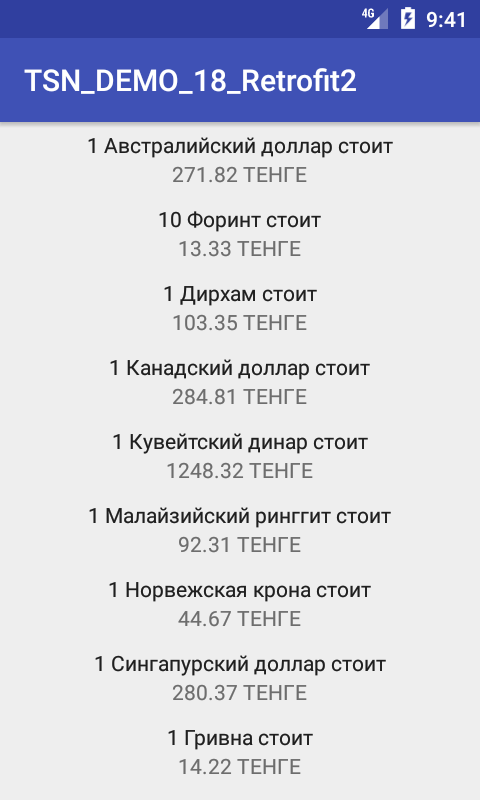 4G 9:41
TSN_DEMO_18_Retrofit2
1 Австралийский доллар стоит
271.82 ТЕНГЕ
10 Форинт стоит
13.33 ТЕНГЕ
1 Дирхам стоит
103.35 ТЕНГЕ
1 Канадский доллар стоит
284.81 ТЕНГЕ
1 Кувейтский динар стоит
1248.32 ТЕНГЕ
1 Малайзийский ринггит стоит
92.31 ТЕНГЕ
1 Норвежская крона стоит
44.67 ТЕНГЕ
1 Сингапурский доллар стоит
280.37 ТЕНГЕ
1 Гривна стоит
14.22 ТЕНГЕ